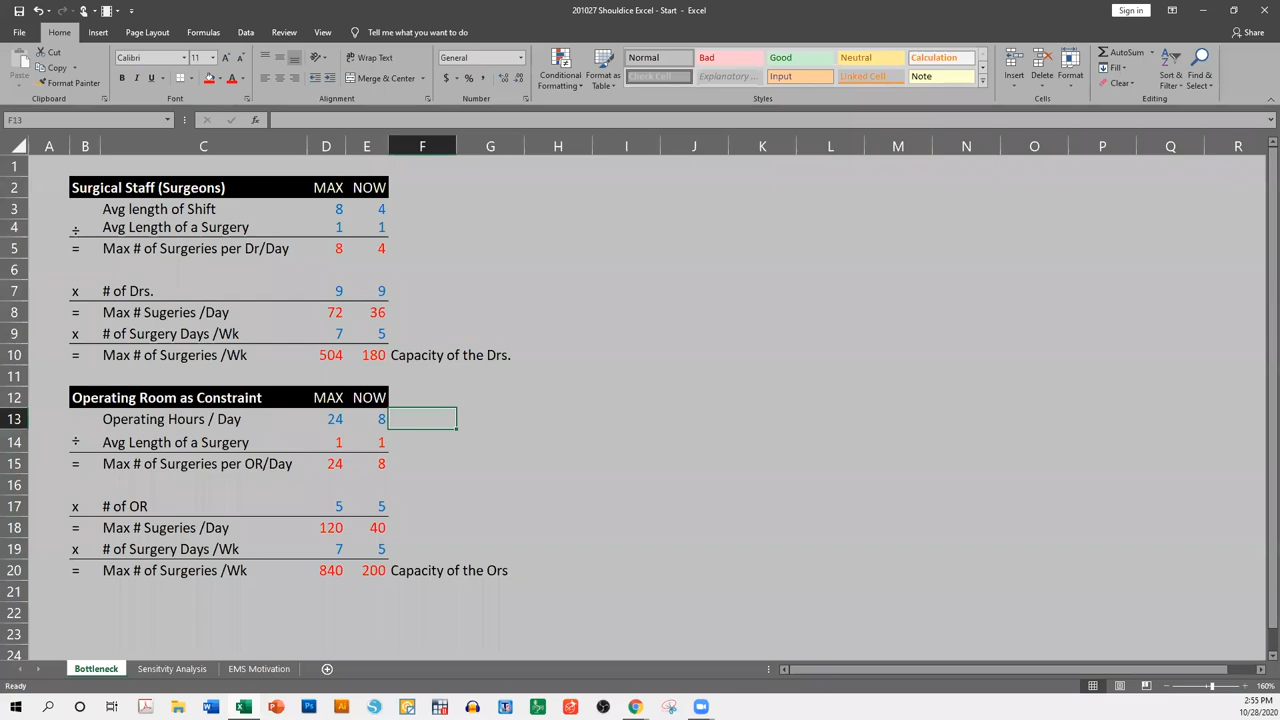 201027 Shouldice Excel - Start - Excel
Sign in
File Home Insert Page Layout Formulas Data Review View Tell me what you want to do Share
Cut
Copy
Format Painter
Paste
Calibri 11
Wrap Text
Merge & Center
General
Conditional Formatting
Format as Table
Normal Bad Good Neutral Calculation
Check Cell Explanatory ... Input Linked Cell Note
Insert Delete Format
AutoSum
Fill
Clear
Sort & Filter
Find & Select
Clipboard Font Alignment Number Styles Cells Editing
F13
A B C D E F G H I J K L M N O P Q R
1
2 Surgical Staff (Surgeons) MAX NOW
3 Avg length of Shift 8 4
4 ÷ Avg Length of a Surgery 1 1
5 = Max # of Surgeries per Dr/Day 8 4
6
7 x # of Drs. 9 9
8 = Max # Sugeries /Day 72 36
9 x # of Surgery Days /Wk 7 5
10 = Max # of Surgeries /Wk 504 180 Capacity of the Drs.
11
12 Operating Room as Constraint MAX NOW
13 Operating Hours / Day 24 8
14 ÷ Avg Length of a Surgery 1 1
15 = Max # of Surgeries per OR/Day 24 8
16
17 x # of OR 5 5
18 = Max # Sugeries /Day 120 40
19 x # of Surgery Days /Wk 7 5
20 = Max # of Surgeries /Wk 840 200 Capacity of the Ors
21
22
23
24
Bottleneck Sensitvity Analysis EMS Motivation
Ready
160%
2:55 PM
10/28/2020